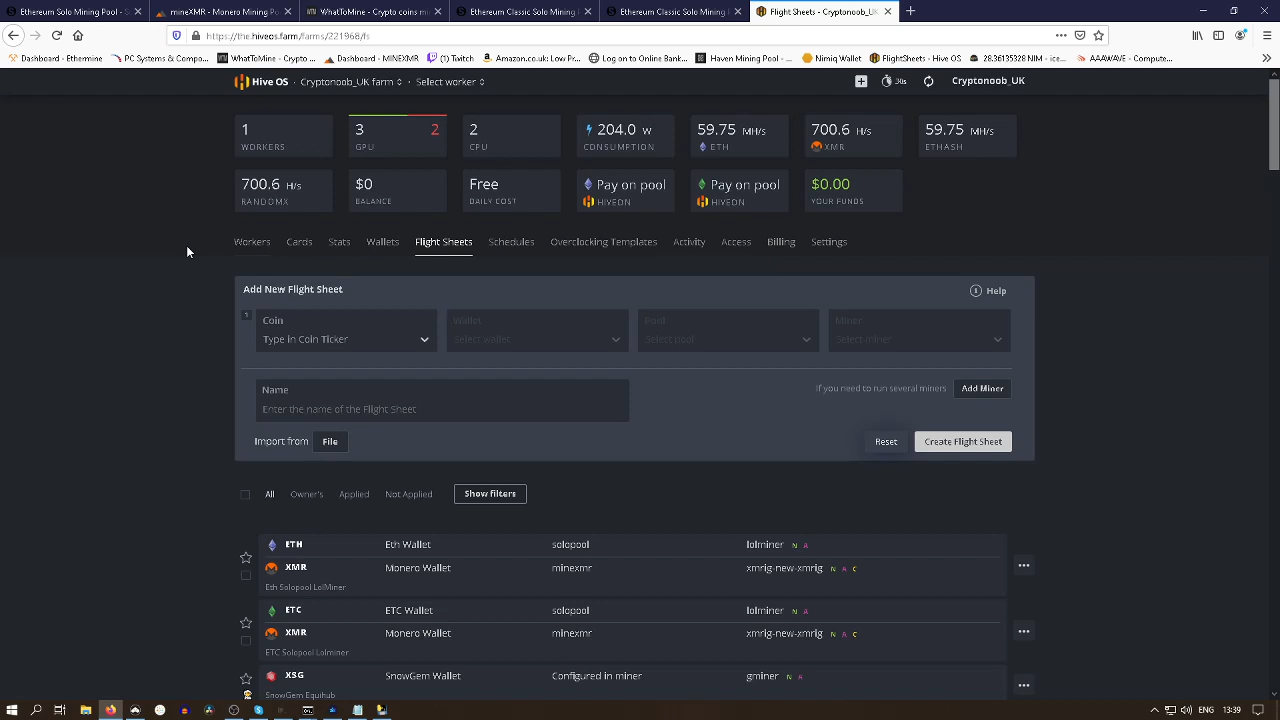 Ethereum Solo Mining Pool - S
mineXMR - Monero Mining Po
WhatToMine - Crypto coins mi
Ethereum Classic Solo Mining
Ethereum Classic Solo Mining
Flight Sheets - Cryptonoob_UK
https://the.hiveos.farm/farms/221968/fs
Dashboard - Ethermine
PC Systems & Compo...
WhatToMine - Crypto ...
Dashboard - MINEXMR
(1) Twitch
Amazon.co.uk: Low Pr...
Log on to Online Bank...
Haven Mining Pool - ...
Nimiq Wallet
FlightSheets - Hive OS
28.36135328 NIM - ice...
AAAWAVE - Compute...
Hive OS Cryptonoob_UK farm Select worker 36s Cryptonoob_UK
1
WORKERS
3 2
GPU
2
CPU
204.0 W
CONSUMPTION
59.75 MH/s
ETH
700.6 H/s
XMR
59.75 MH/s
ETHASH
700.6 H/s
RANDOMX
$0
BALANCE
Free
DAILY COST
Pay on pool
HIVEON
Pay on pool
HIVEON
$0.00
YOUR FUNDS
Workers Cards Stats Wallets Flight Sheets Schedules Overclocking Templates Activity Access Billing Settings
Add New Flight Sheet
Help
1
Coin
Type in Coin Ticker
Wallet
Select wallet
Pool
Select pool
Miner
Select miner
Name
Enter the name of the Flight Sheet
If you need to run several miners Add Miner
Import from File
Reset Create Flight Sheet
All Owner's Applied Not Applied Show filters
ETH Eth Wallet solopool lolminer N A
XMR Monero Wallet minexmr xmrig-new-xmrig N A C
Eth Solopool LolMiner
ETC ETC Wallet solopool lolminer N A
XMR Monero Wallet minexmr xmrig-new-xmrig N A C
ETC Solopool Lolminer
XSG SnowGem Wallet Configured in miner gminer N A
SnowGem Equihub
ENG 13:39